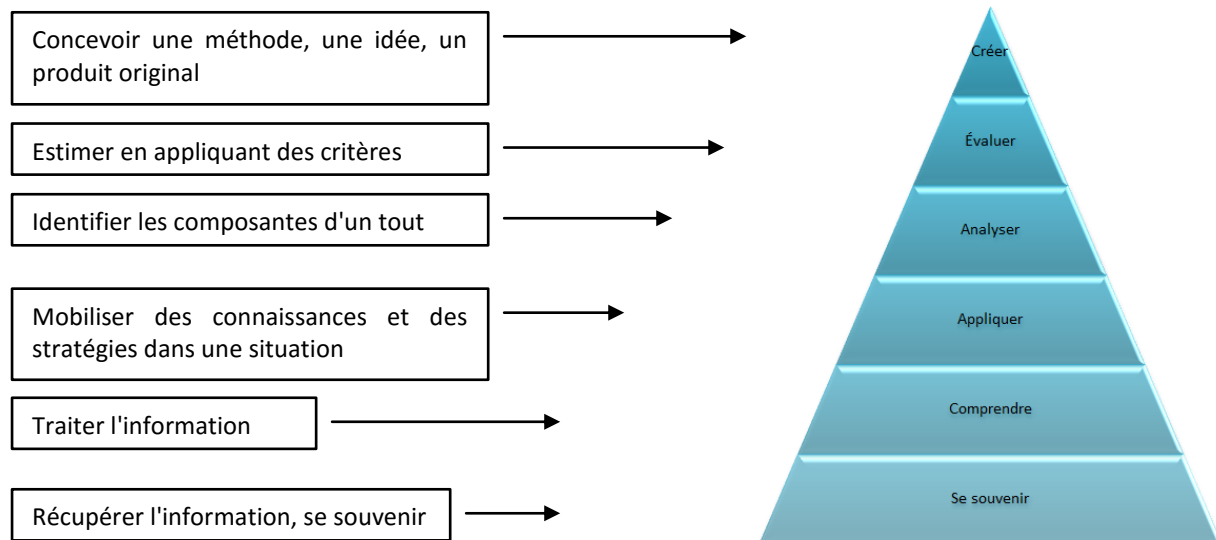 Concevoir une méthode, une idée, un
produit original
Créer
Estimer en appliquant des critères
Évaluer
Identifier les composantes d'un tout
Analyser
Mobiliser des connaissances et des
stratégies dans une situation
Appliquer
Traiter l'information
Comprendre
Récupérer l'information, se souvenir
Se souvenir